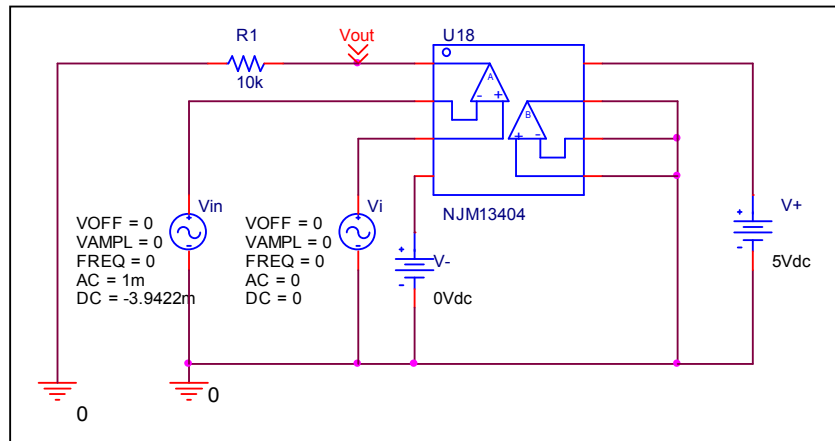 R1
10k
Vout
U18
A
B
- +
+ -
NJM13404
Vin
+
-
VOFF = 0
VAMPL = 0
FREQ = 0
AC = 1m
DC = -3.9422m
Vi
+
-
VOFF = 0
VAMPL = 0
FREQ = 0
AC = 0
DC = 0
V-
+
-
0Vdc
V+
+
-
5Vdc
0
0